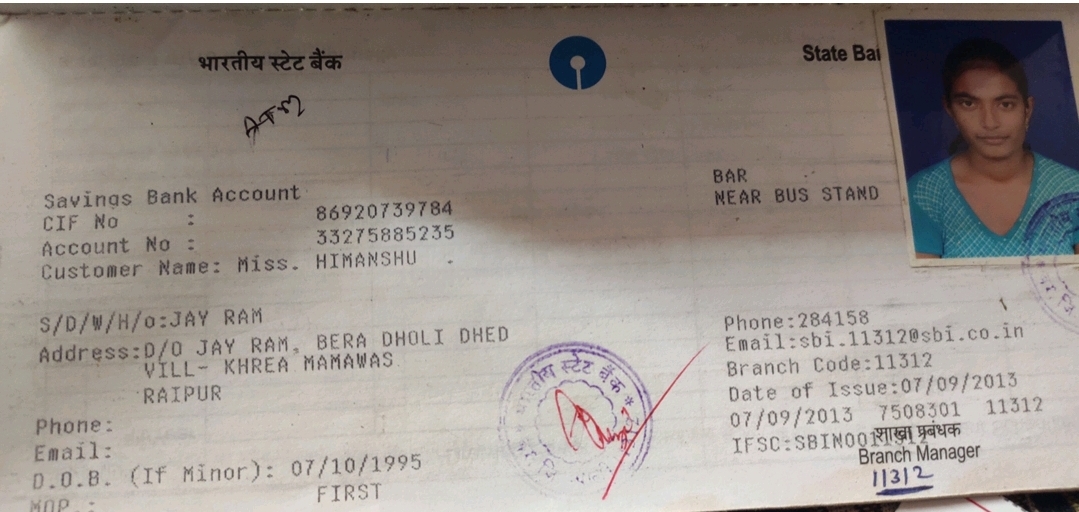 भारतीय स्टेट बैंक
State Ba
ATM
Savings Bank Account
CIF No : 86920739784
Account No : 33275885235
Customer Name: Miss. HIMANSHU .
BAR
NEAR BUS STAND
S/D/W/H/o:JAY RAM
Address:D/O JAY RAM, BERA DHOLI DHED
VILL- KHREA MAMAWAS
RAIPUR
Phone:
Email:
D.O.B. (If Minor): 07/10/1995
MOP.: FIRST
Phone:284158
Email:sbi.11312@sbi.co.in
Branch Code:11312
Date of Issue:07/09/2013
07/09/2013 7508301 11312
IFSC:SBIN001
शाखा प्रबंधक
Branch Manager
11312
भारतीय स्टेट बैंक